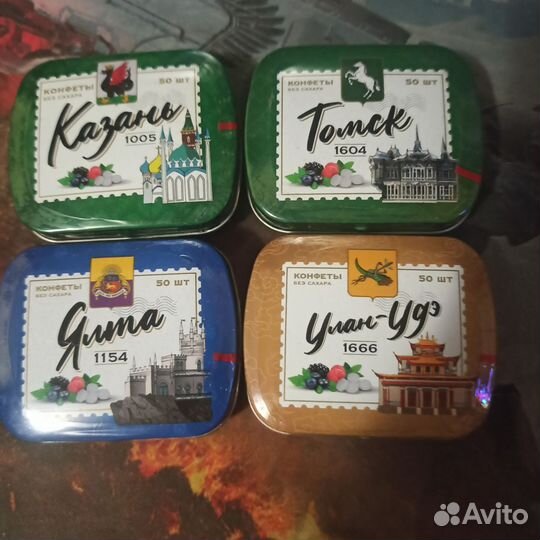 КОНФЕТЫ 50 ШТ
БЕЗ САХАРА
Казань
1005
КОНФЕТЫ 50 ШТ
БЕЗ САХАРА
Томск
1604
КОНФЕТЫ 50 ШТ
БЕЗ САХАРА
Ялта
1154
КОНФЕТЫ 50 ШТ
БЕЗ САХАРА
Улан-Удэ
1666
Avito